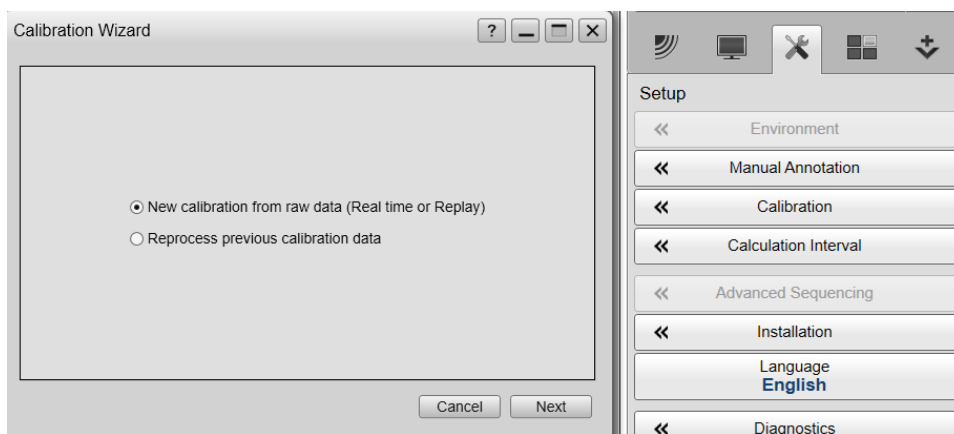 Calibration Wizard
?
New calibration from raw data (Real time or Replay)
Reprocess previous calibration data
Cancel
Next
Setup
Environment
Manual Annotation
Calibration
Calculation Interval
Advanced Sequencing
Installation
Language
English
Diagnostics